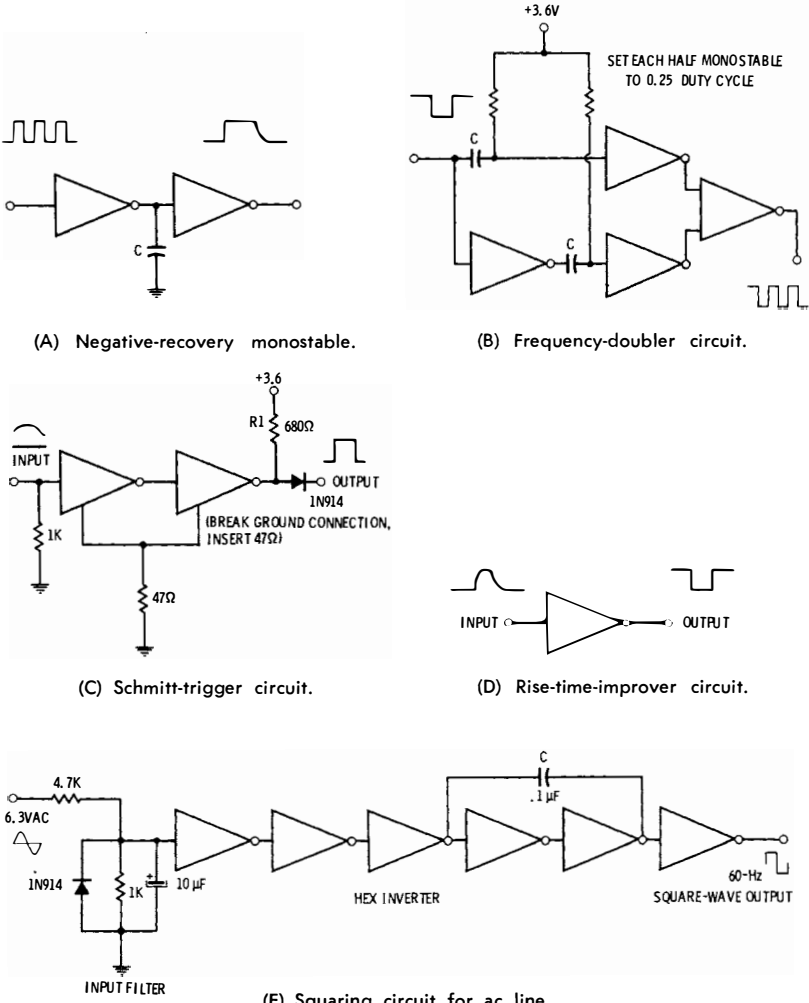 (A) Negative-recovery monostable.
C
+3.6V
SET EACH HALF MONOSTABLE
TO 0.25 DUTY CYCLE
C
C
(B) Frequency-doubler circuit.
+3.6
R1 680Ω
INPUT
OUTPUT
1N914
1K
(BREAK GROUND CONNECTION,
INSERT 47Ω)
47Ω
(C) Schmitt-trigger circuit.
INPUT OUTPUT
(D) Rise-time-improver circuit.
4.7K
6.3VAC
1N914
1K
+
10 µF
INPUT FILTER
HEX INVERTER
C
.1 µF
60-Hz
SQUARE-WAVE OUTPUT
(E) Squaring circuit for ac line